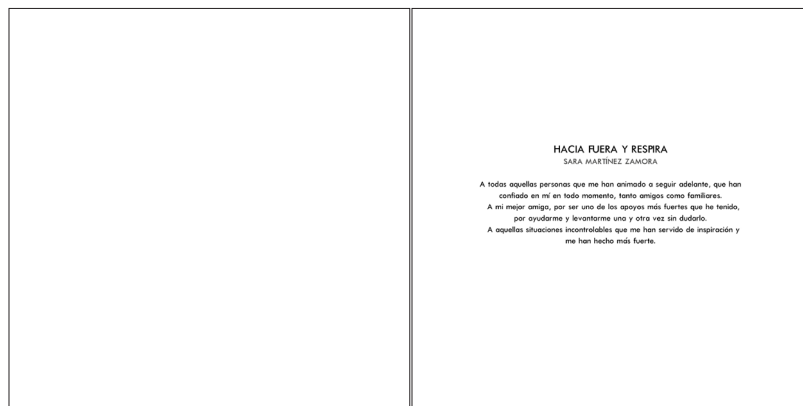 HACIA FUERA Y RESPIRA
SARA MARTÍNEZ ZAMORA
A todas aquellas personas que me han animado a seguir adelante, que han
confiado en mí en todo momento, tanto amigos como familiares.
A mi mejor amiga, por ser uno de los apoyos más fuertes que he tenido,
por ayudarme y levantarme una y otra vez sin dudarlo.
A aquellas situaciones incontrolables que me han servido de inspiración y
me han hecho más fuerte.